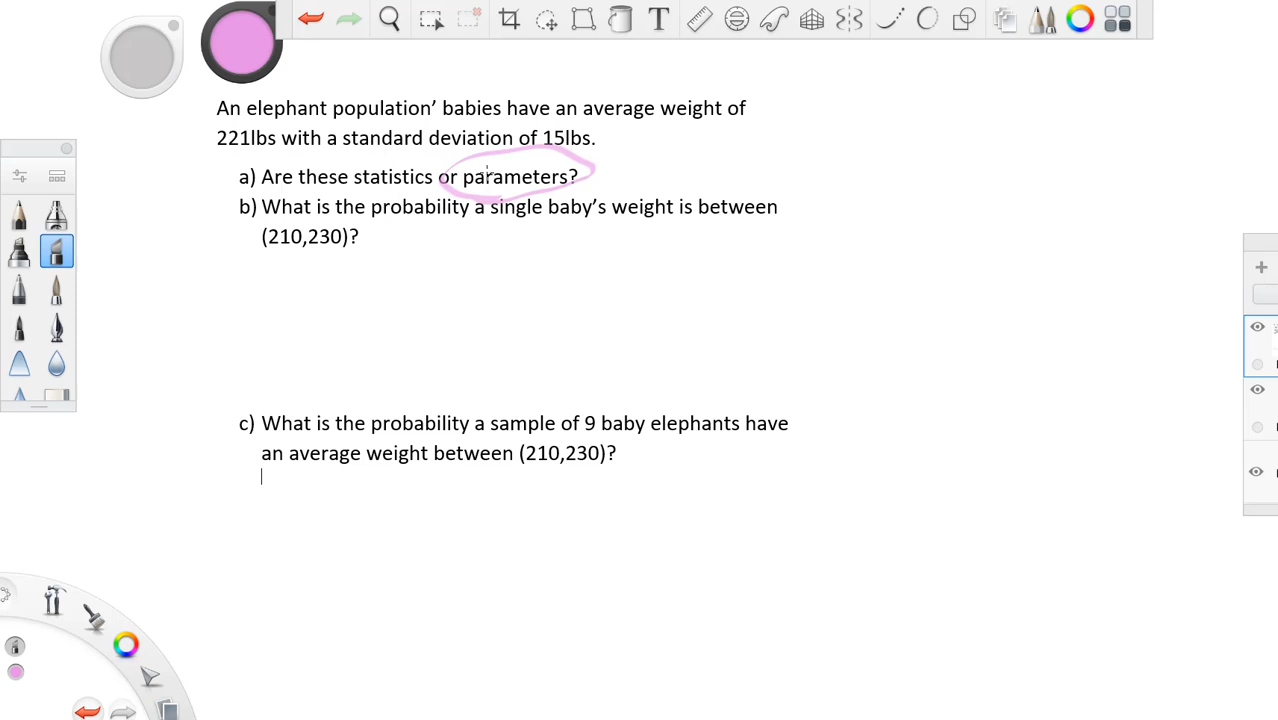 An elephant population’ babies have an average weight of
221lbs with a standard deviation of 15lbs.
a) Are these statistics or parameters?
b) What is the probability a single baby’s weight is between
(210,230)?
c) What is the probability a sample of 9 baby elephants have
an average weight between (210,230)?